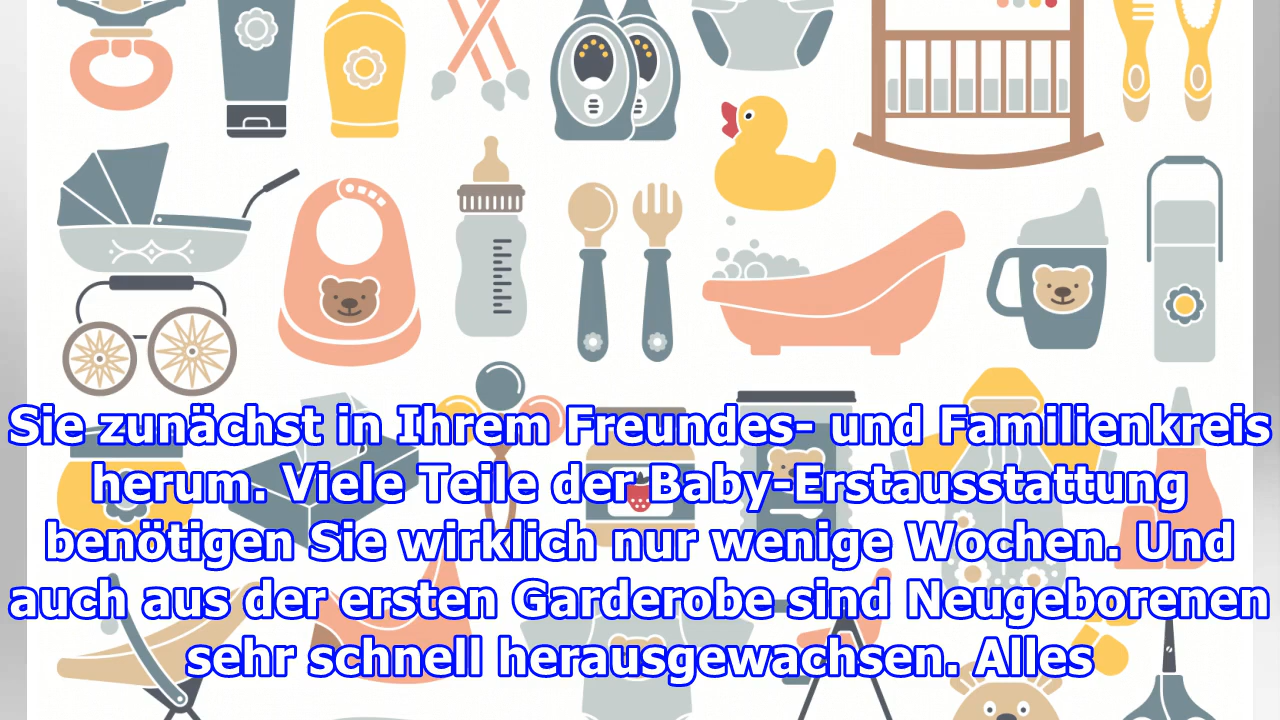 Sie zunächst in Ihrem Freundes- und Familienkreis
herum. Viele Teile der Baby-Erstausstattung
benötigen Sie wirklich nur wenige Wochen. Und
auch aus der ersten Garderobe sind Neugeborenen
sehr schnell herausgewachsen. Alles